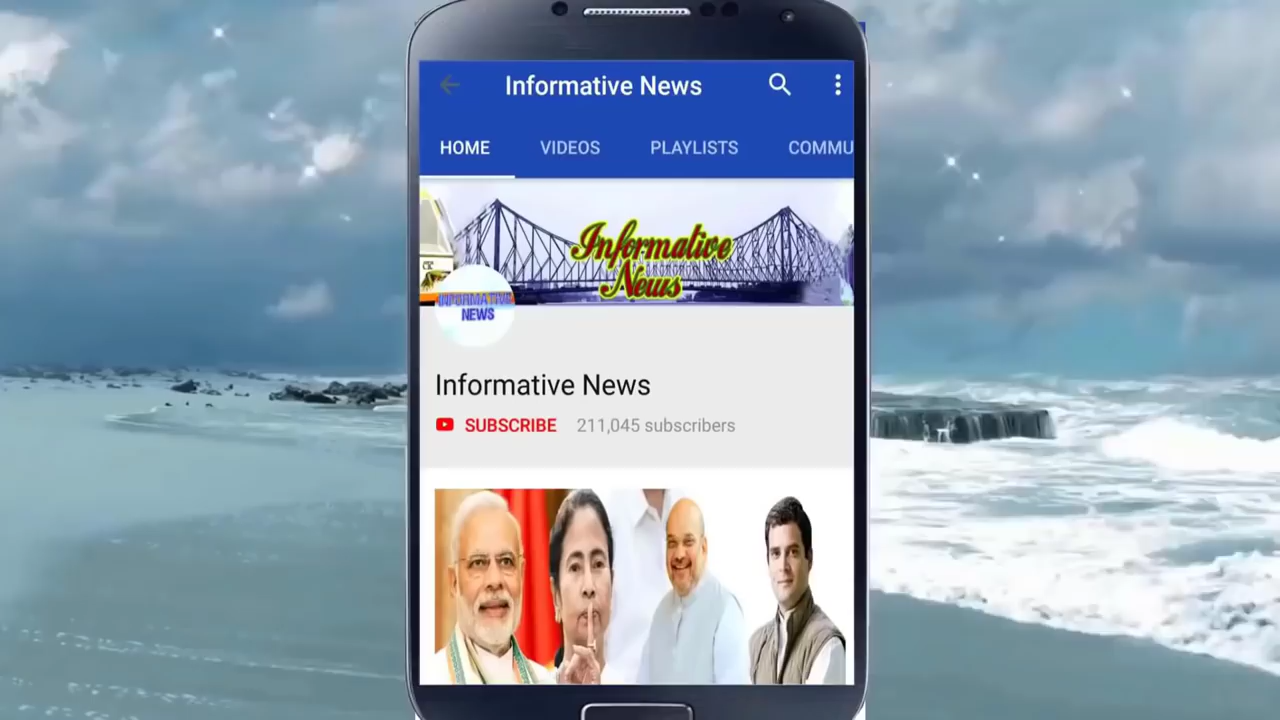 Informative News
HOME VIDEOS PLAYLISTS COMMU
Informative
News
INFORMATIVE
NEWS
Informative News
SUBSCRIBE 211,045 subscribers